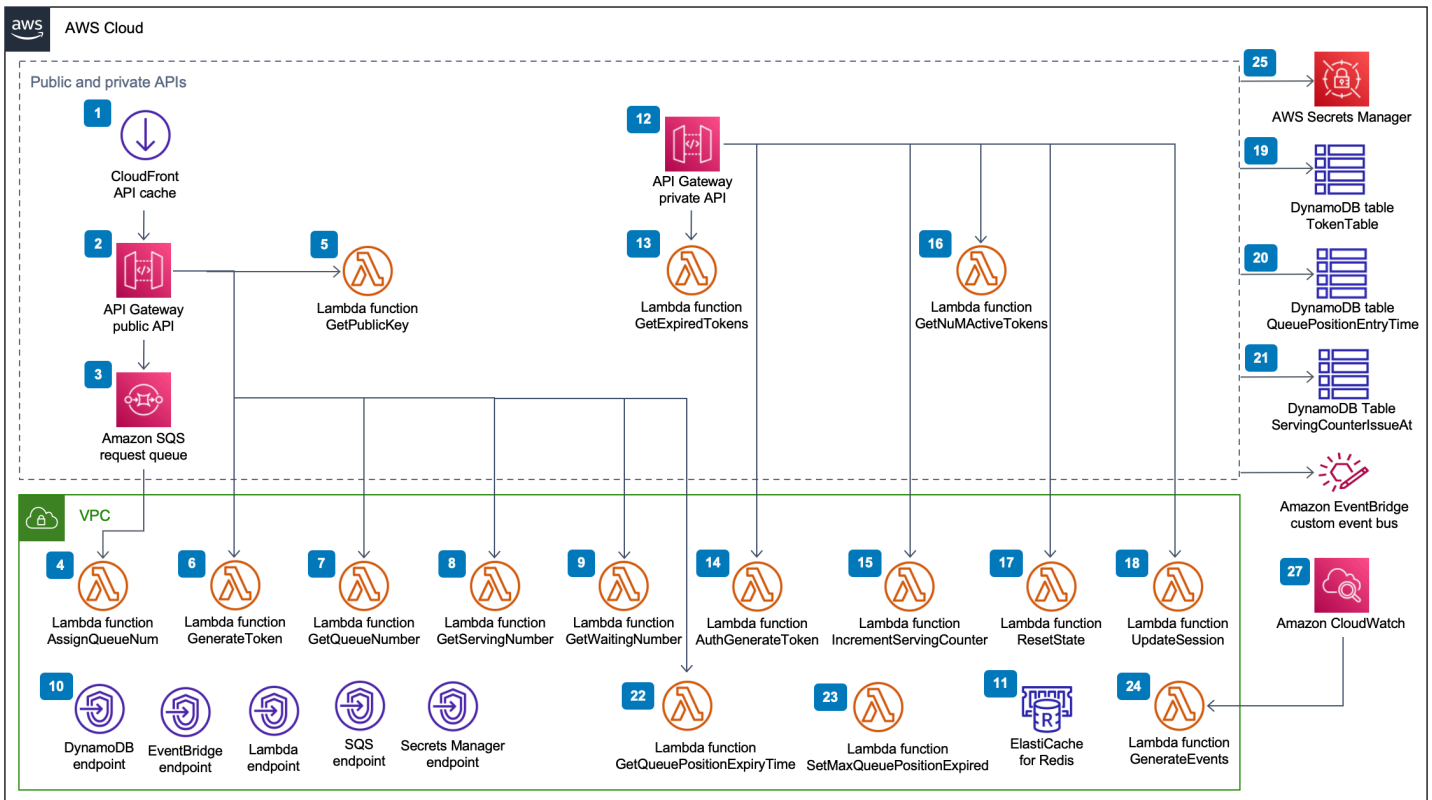 aws
AWS Cloud
Public and private APIs
1
CloudFront
API cache
2
API Gateway
public API
3
Amazon SQS
request queue
5
Lambda function
GetPublicKey
12
API Gateway
private API
13
Lambda function
GetExpiredTokens
16
Lambda function
GetNuMActiveTokens
25
AWS Secrets Manager
19
DynamoDB table
TokenTable
20
DynamoDB table
QueuePositionEntryTime
21
DynamoDB Table
ServingCounterIssueAt
Amazon EventBridge
custom event bus
27
Amazon CloudWatch
VPC
4
Lambda function
AssignQueueNum
6
Lambda function
GenerateToken
7
Lambda function
GetQueueNumber
8
Lambda function
GetServingNumber
9
Lambda function
GetWaitingNumber
14
Lambda function
AuthGenerateToken
15
Lambda function
IncrementServingCounter
17
Lambda function
ResetState
18
Lambda function
UpdateSession
10
DynamoDB
endpoint
EventBridge
endpoint
Lambda
endpoint
SQS
endpoint
Secrets Manager
endpoint
22
Lambda function
GetQueuePositionExpiryTime
23
Lambda function
SetMaxQueuePositionExpired
11
R
ElastiCache
for Redis
24
Lambda function
GenerateEvents